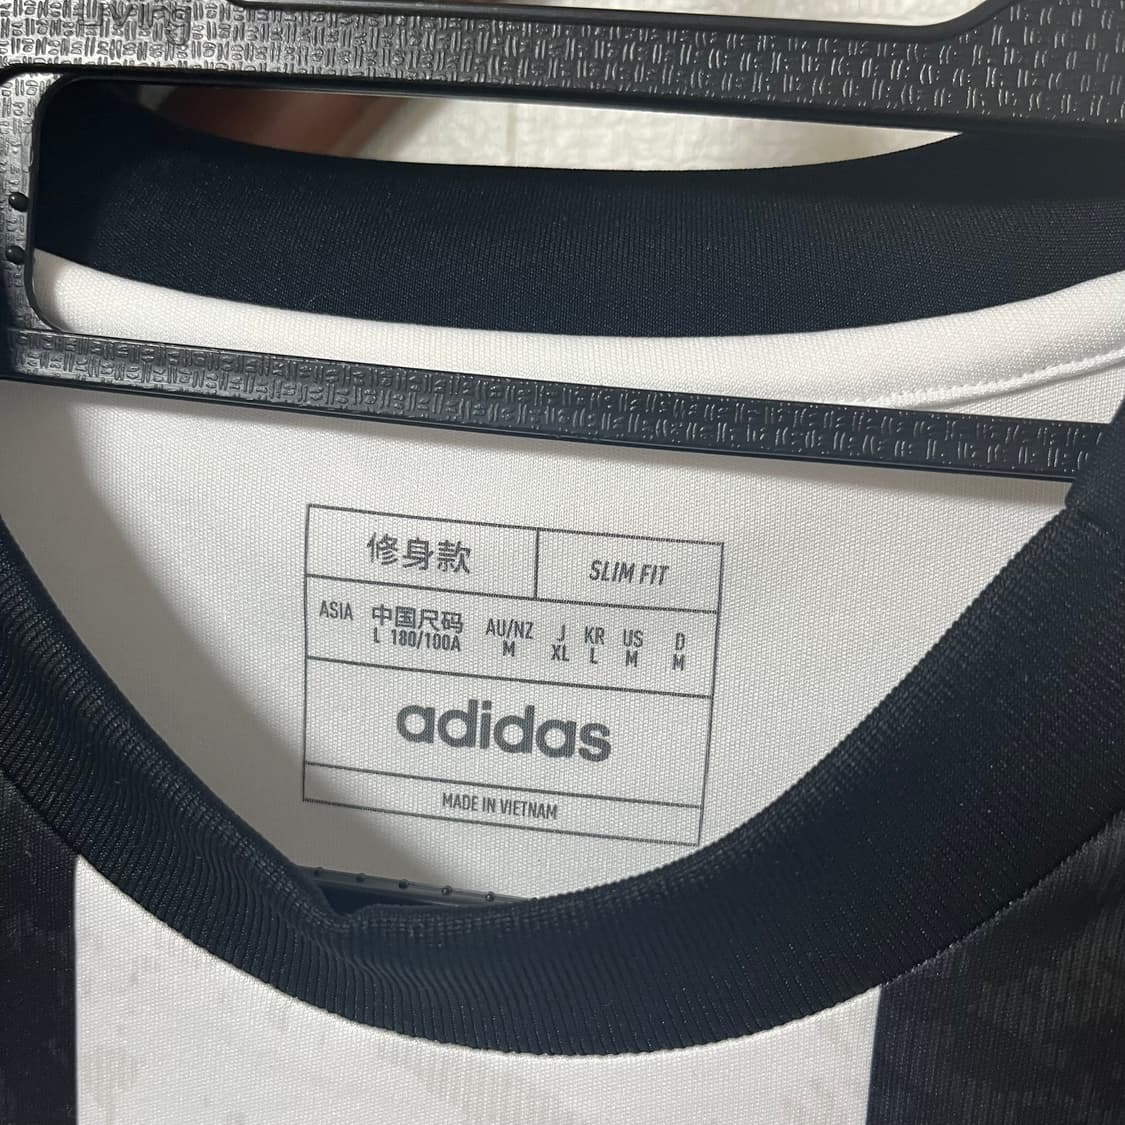 修身款
SLIM FIT
ASIA 中国尺码 AU/NZ J KR US D
L 180/100A M XL L M M
adidas
MADE IN VIETNAM